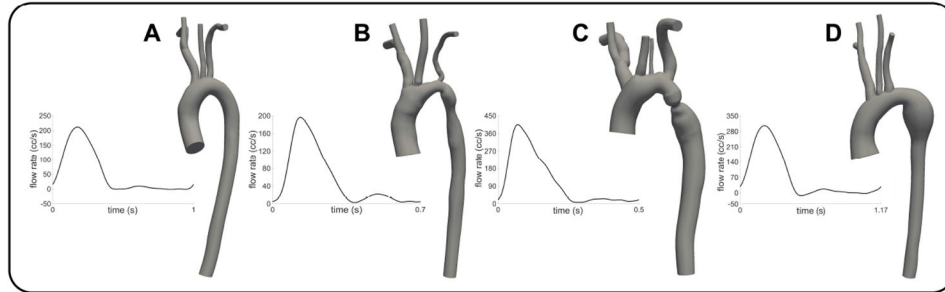 A
B
C
D
250
200
150
100
50
0
-50
flow rate (cc/s)
0
time (s)
1
200
160
120
80
40
0
flow rate (cc/s)
0
time (s)
0.7
450
360
270
180
90
0
flow rate (cc/s)
0
time (s)
0.5
350
210
140
70
0
-50
flow rate (cc/s)
0
time (s)
1.17